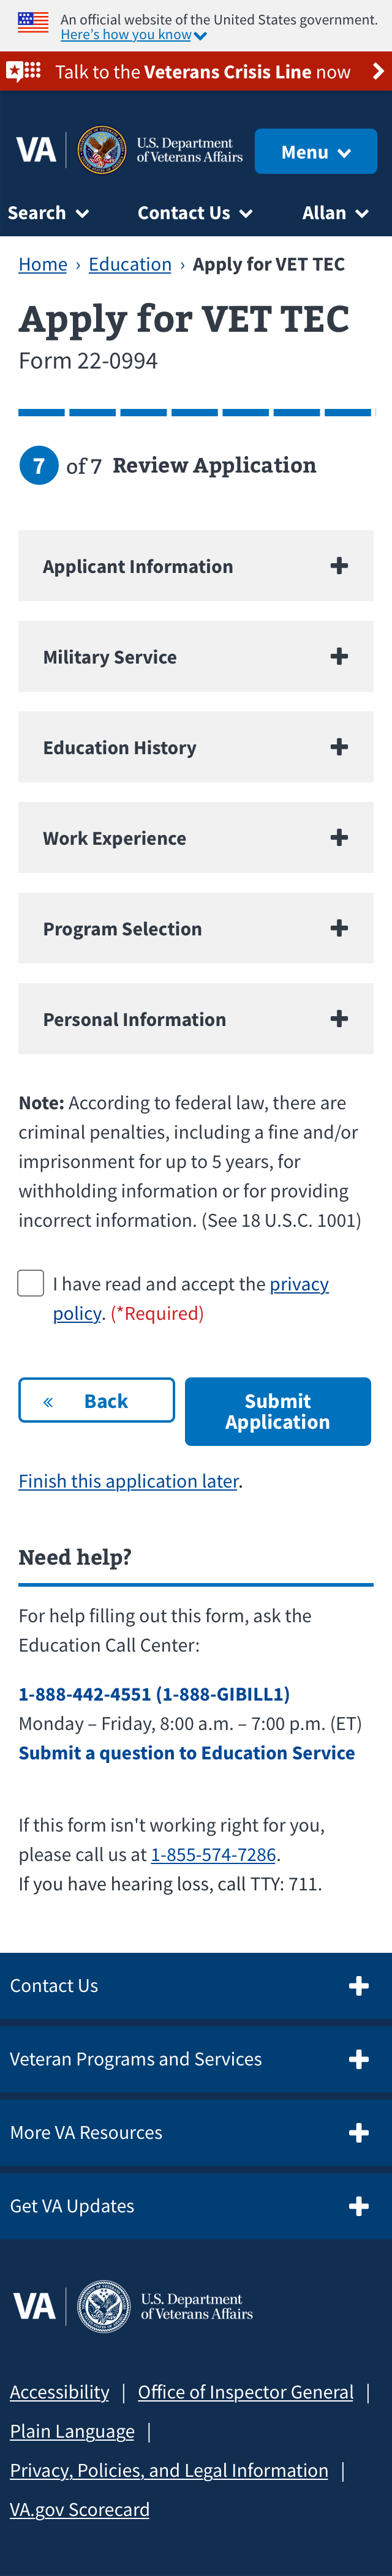 An official website of the United States government.
Here's how you know
Talk to the Veterans Crisis Line now
VA
U.S. Department
of Veterans Affairs
Menu
Search
Contact Us
Allan
Home › Education › Apply for VET TEC
Apply for VET TEC
Form 22-0994
7 of 7 Review Application
Applicant Information
Military Service
Education History
Work Experience
Program Selection
Personal Information
Note: According to federal law, there are
criminal penalties, including a fine and/or
imprisonment for up to 5 years, for
withholding information or for providing
incorrect information. (See 18 U.S.C. 1001)
I have read and accept the privacy
policy. (*Required)
« Back
Submit
Application
Finish this application later.
Need help?
For help filling out this form, ask the
Education Call Center:
1-888-442-4551 (1-888-GIBILL1)
Monday – Friday, 8:00 a.m. – 7:00 p.m. (ET)
Submit a question to Education Service
If this form isn't working right for you,
please call us at 1-855-574-7286.
If you have hearing loss, call TTY: 711.
Contact Us
Veteran Programs and Services
More VA Resources
Get VA Updates
VA
U.S. Department
of Veterans Affairs
Accessibility | Office of Inspector General |
Plain Language |
Privacy, Policies, and Legal Information |
VA.gov Scorecard